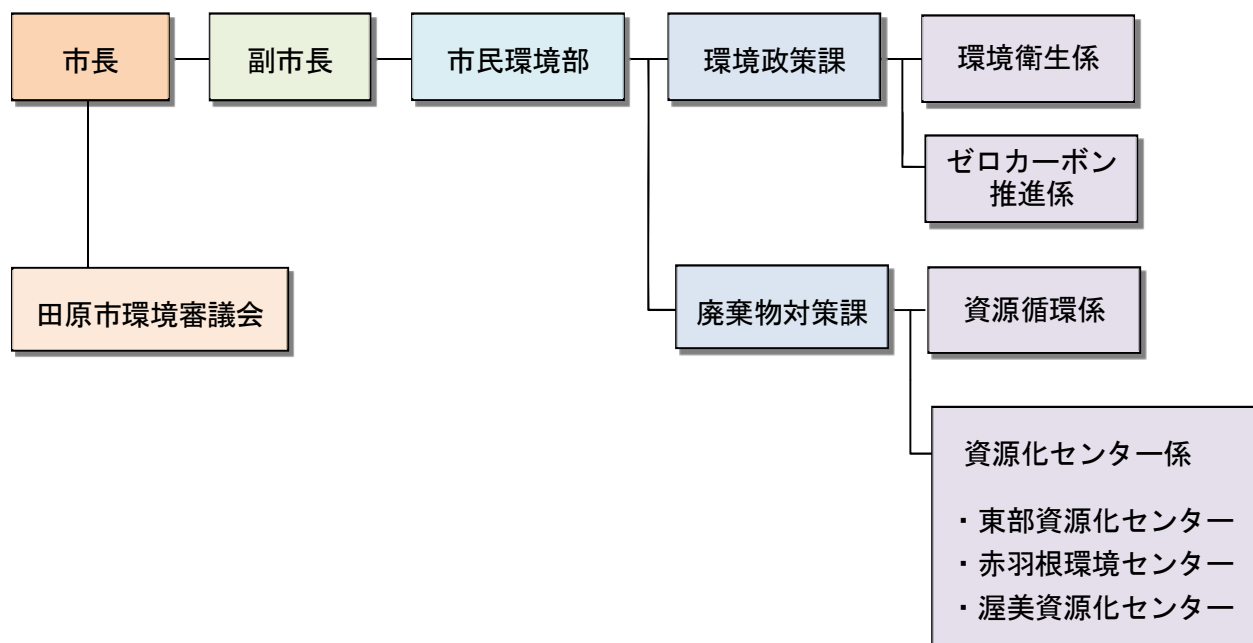 市長
副市長
市民環境部
環境政策課
環境衛生係
ゼロカーボン
推進係
田原市環境審議会
廃棄物対策課
資源循環係
資源化センター係
・東部資源化センター
・赤羽根環境センター
・渥美資源化センター